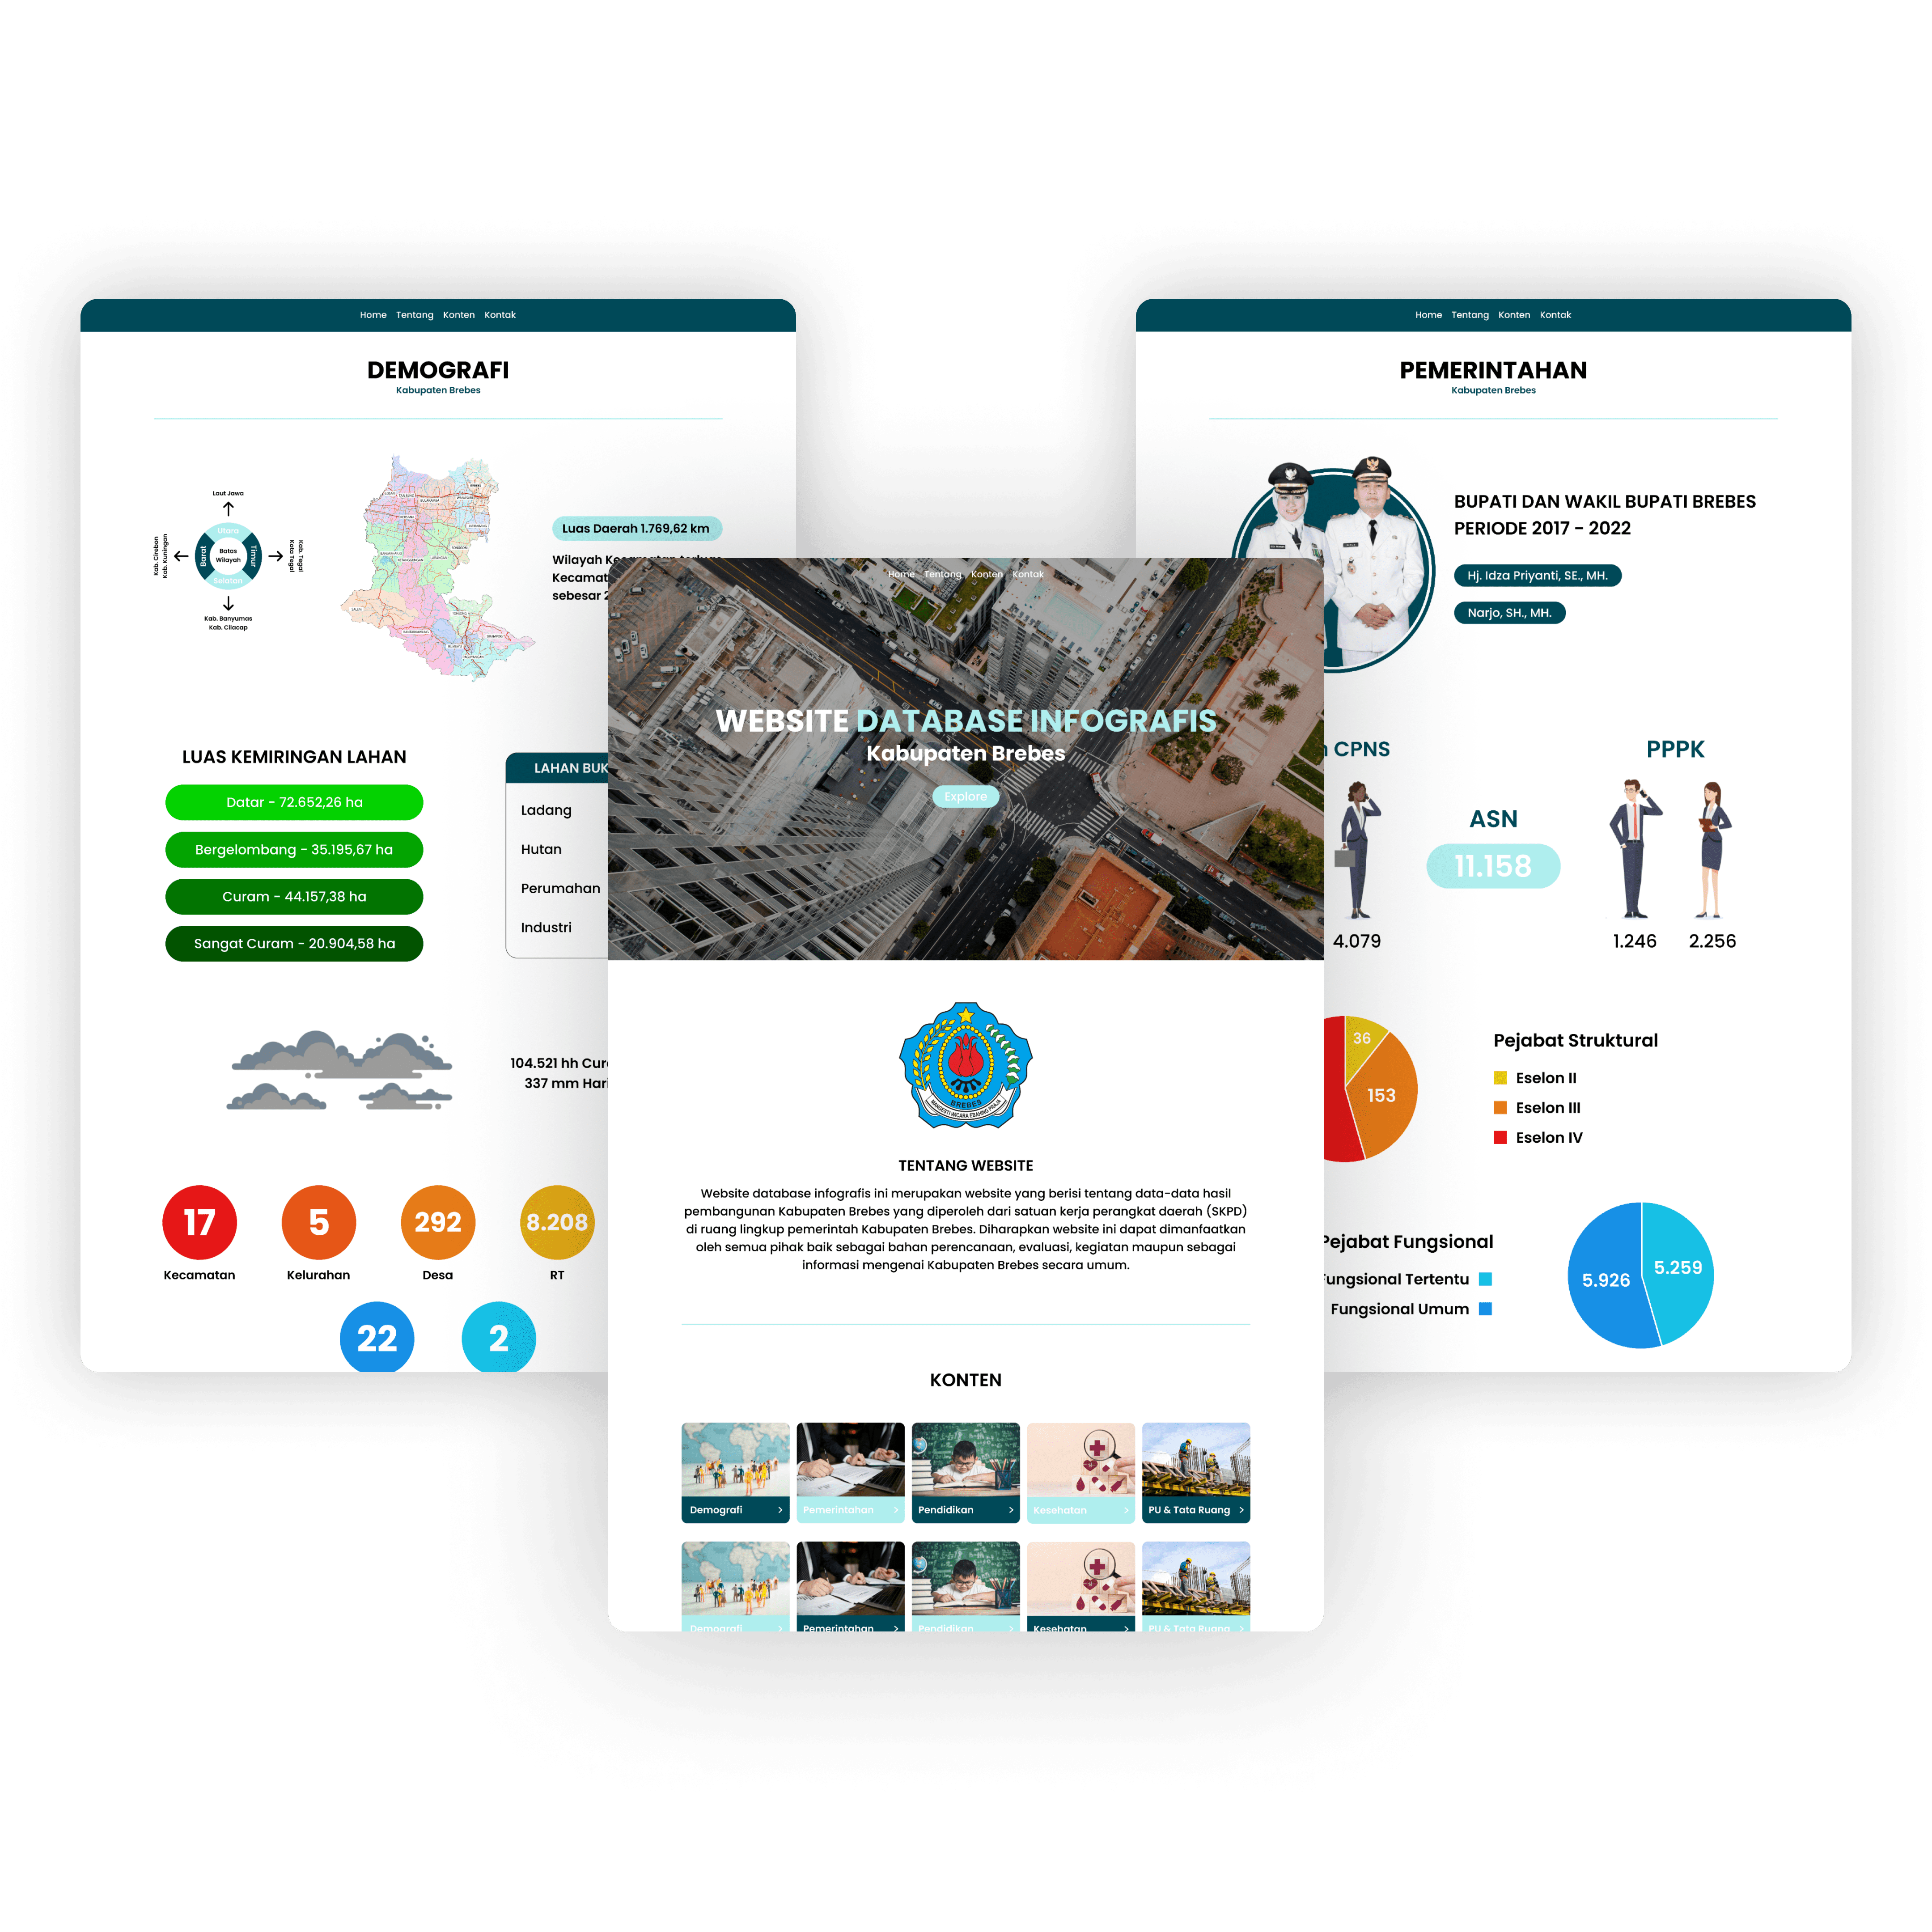 Home Tentang Konten Kontak
DEMOGRAFI
Kabupaten Brebes
Laut Jawa
Utara
Kab. Cirebon
Kab. Kuningan
Barat
Batas
Wilayah
Timur
Kab. Tegal
Kota Tegal
Selatan
Kab. Banyumas
Kab. Cilacap
Luas Daerah 1.769,62 km
Wilayah
Kecamat
sebesar 2
LUAS KEMIRINGAN LAHAN
Datar - 72.652,26 ha
Bergelombang - 35.195,67 ha
Curam - 44.157,38 ha
Sangat Curam - 20.904,58 ha
LAHAN BUK
Ladang
Hutan
Perumahan
Industri
104.521 hh Cur
337 mm Hari
17
Kecamatan
5
Kelurahan
292
Desa
8.208
RT
22
2
Home Tentang Konten Kontak
WEBSITE DATABASE INFOGRAFIS
Kabupaten Brebes
Explore
BREBES
MANGESTI WICARA EBAHING PRAJA
TENTANG WEBSITE
Website database infografis ini merupakan website yang berisi tentang data-data hasil
pembangunan Kabupaten Brebes yang diperoleh dari satuan kerja perangkat daerah (SKPD)
di ruang lingkup pemerintah Kabupaten Brebes. Diharapkan website ini dapat dimanfaatkan
oleh semua pihak baik sebagai bahan perencanaan, evaluasi, kegiatan maupun sebagai
informasi mengenai Kabupaten Brebes secara umum.
KONTEN
Demografi > Pemerintahan > Pendidikan > Kesehatan > PU & Tata Ruang >
Demografi > Pemerintahan > Pendidikan > Kesehatan > PU & Tata Ruang >
Home Tentang Konten Kontak
PEMERINTAHAN
Kabupaten Brebes
BUPATI DAN WAKIL BUPATI BREBES
PERIODE 2017 - 2022
Hj. Idza Priyanti, SE., MH.
Narjo, SH., MH.
CPNS
4.079
ASN
11.158
PPPK
1.246 2.256
36
153
Pejabat Struktural
Eselon II
Eselon III
Eselon IV
Pejabat Fungsional
Fungsional Tertentu
Fungsional Umum
5.926
5.259